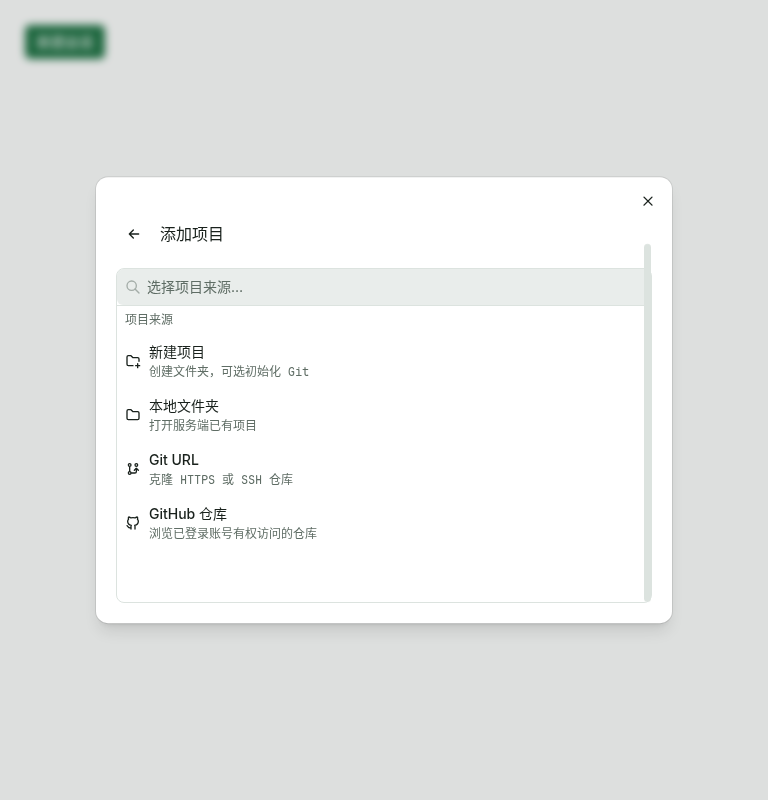 添加项目
选择项目来源...
项目来源
新建项目
创建文件夹，可选初始化 Git
本地文件夹
打开服务端已有项目
Git URL
克隆 HTTPS 或 SSH 仓库
GitHub 仓库
浏览已登录账号有权访问的仓库